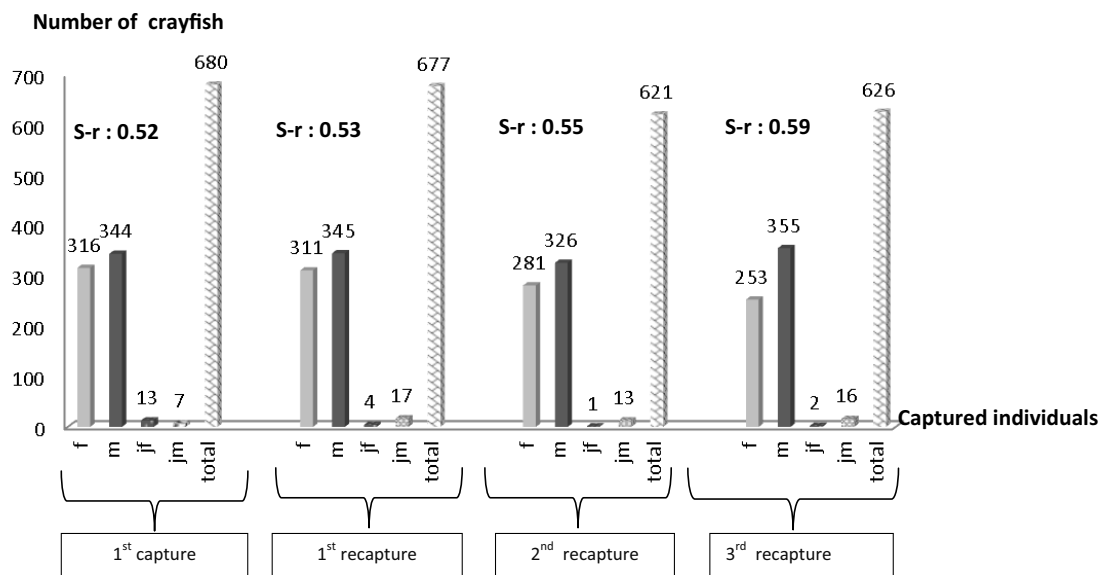 Number of crayfish
700
600
500
400
300
200
100
0
S-r : 0.52
S-r : 0.53
S-r : 0.55
S-r : 0.59
316
344
13
7
680
311
345
4
17
677
281
326
1
13
621
253
355
2
16
626
Captured individuals
f
m
jf
jm
total
f
m
jf
jm
total
f
m
jf
jm
total
f
m
jf
jm
total
1st capture
1st recapture
2nd recapture
3rd recapture